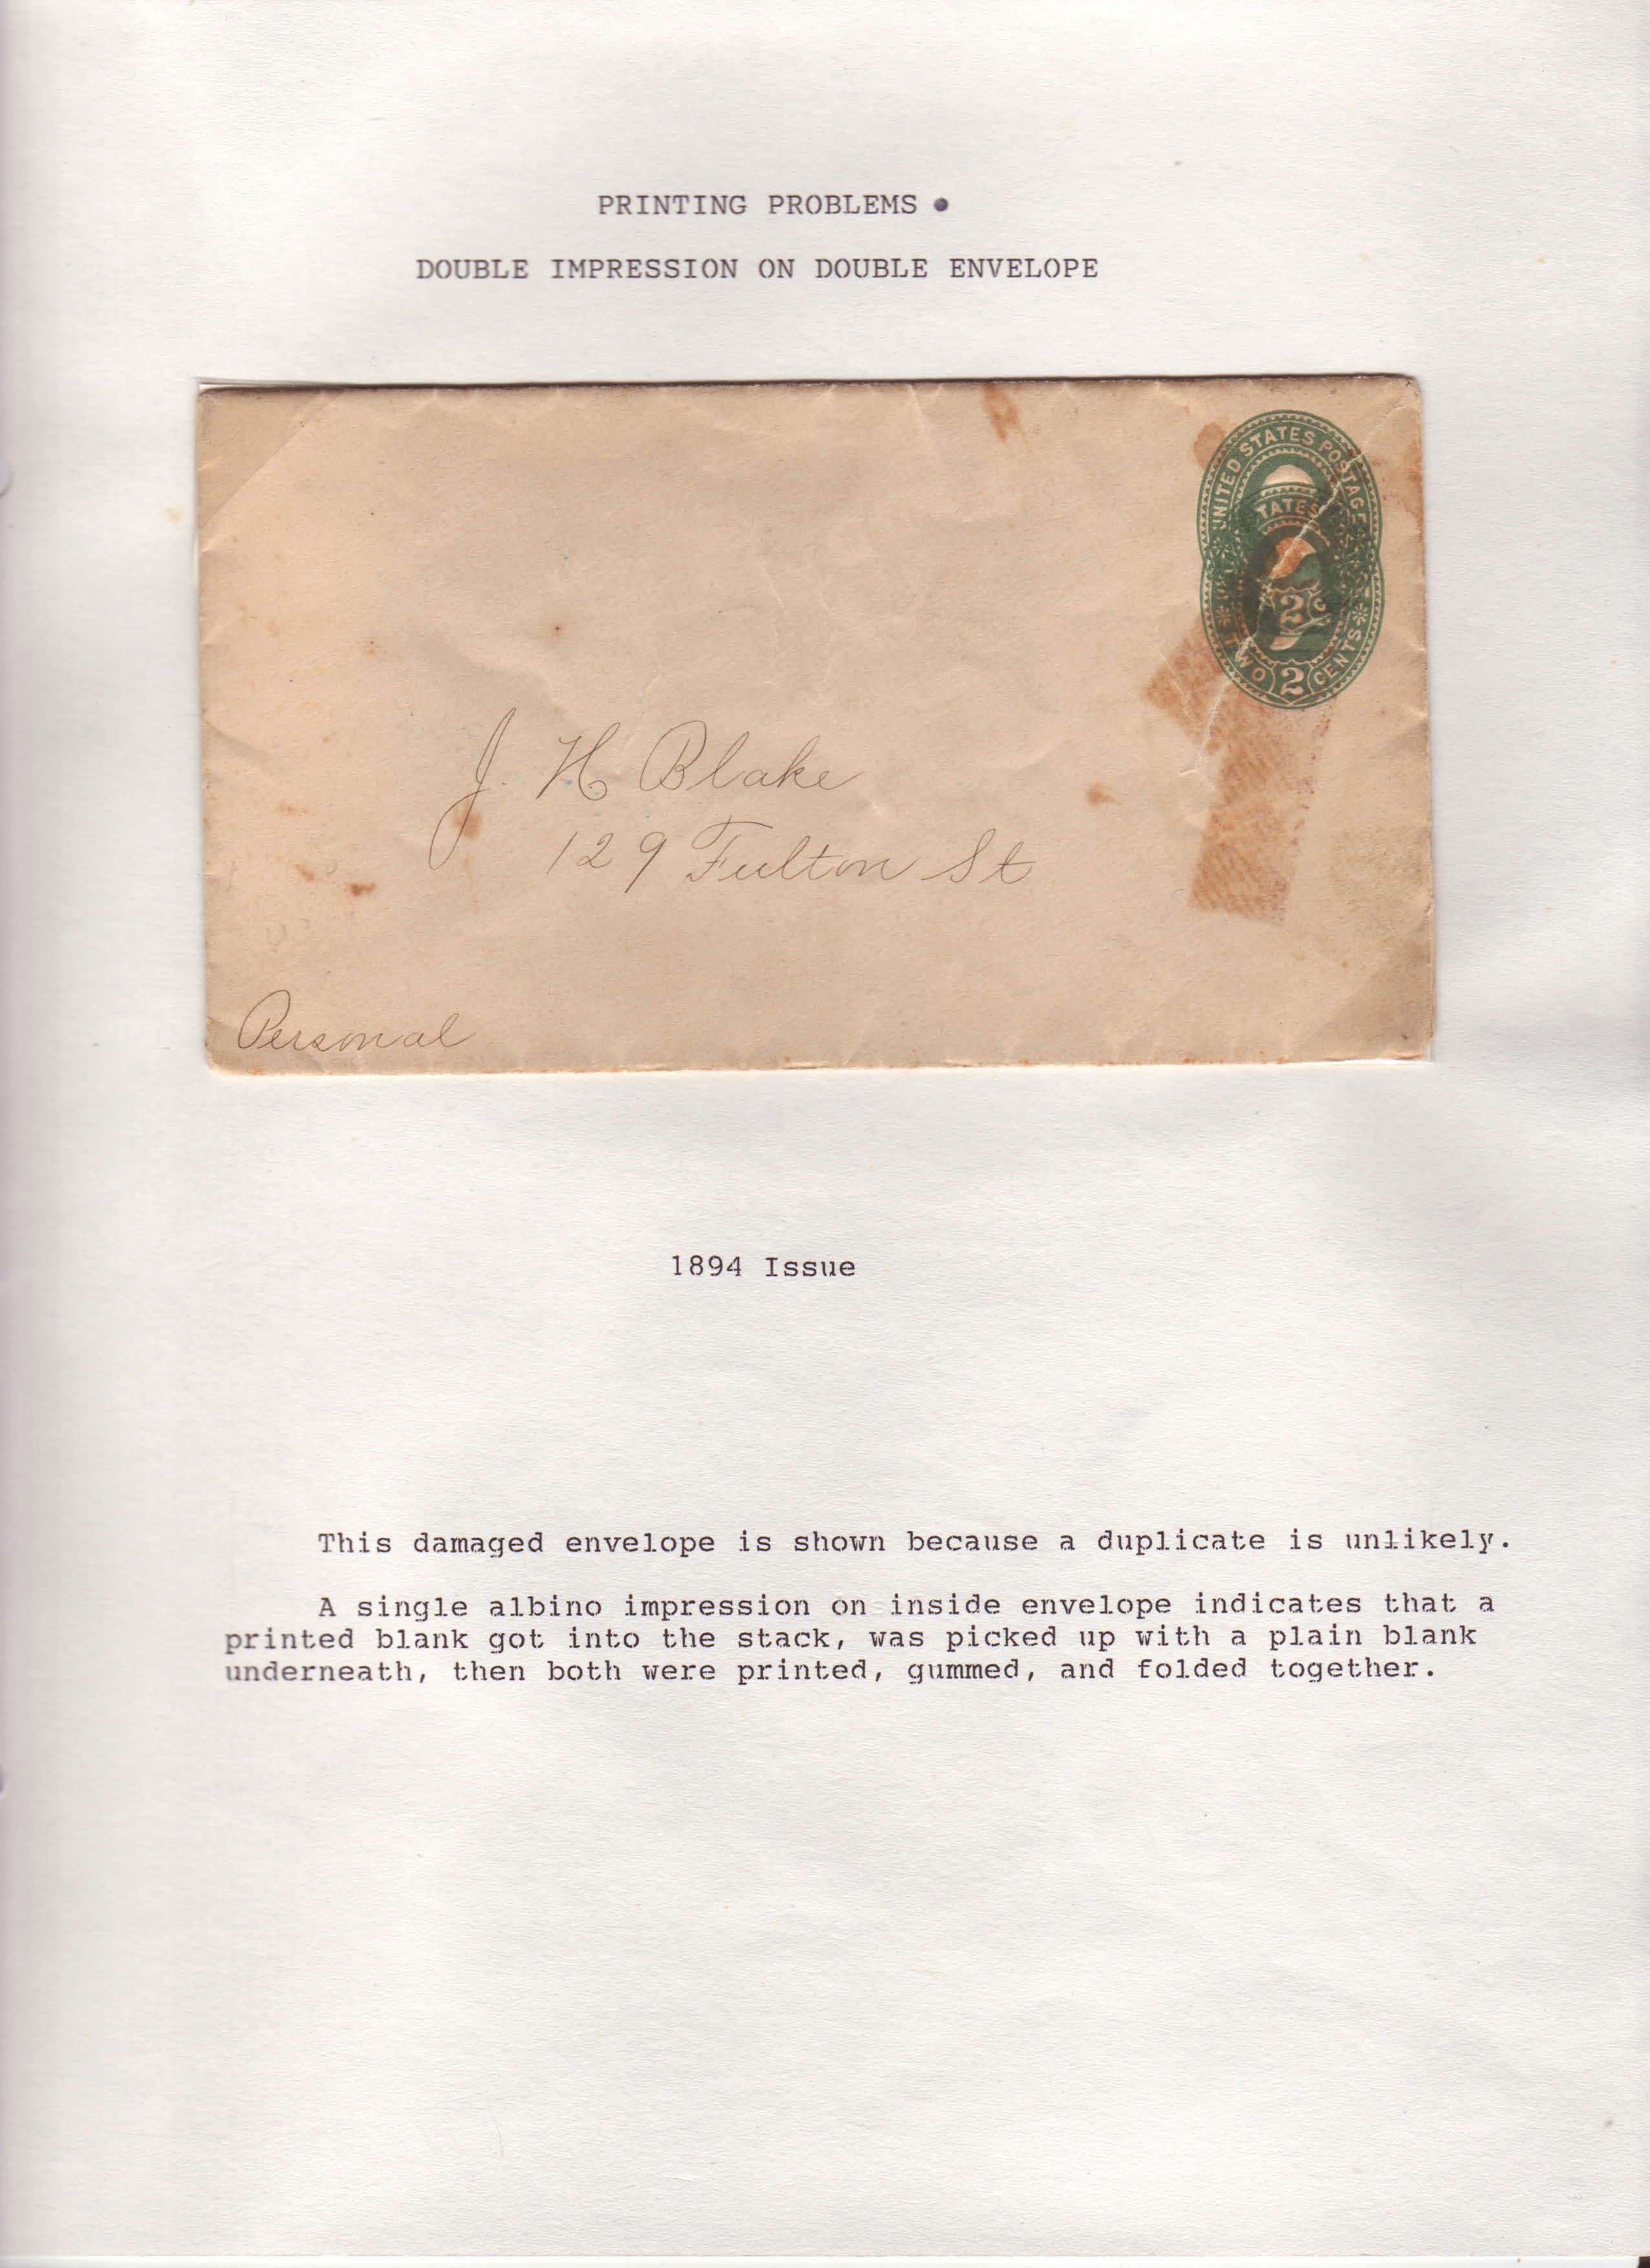 PRINTING PROBLEMS •
DOUBLE IMPRESSION ON DOUBLE ENVELOPE
UNITED STATES POSTAGE
TATES
2 C
TWO 2 CENTS
J. H Blake
129 Fulton St
Personal
1894 Issue
This damaged envelope is shown because a duplicate is unlikely.
A single albino impression on inside envelope indicates that a
printed blank got into the stack, was picked up with a plain blank
underneath, then both were printed, gummed, and folded together.